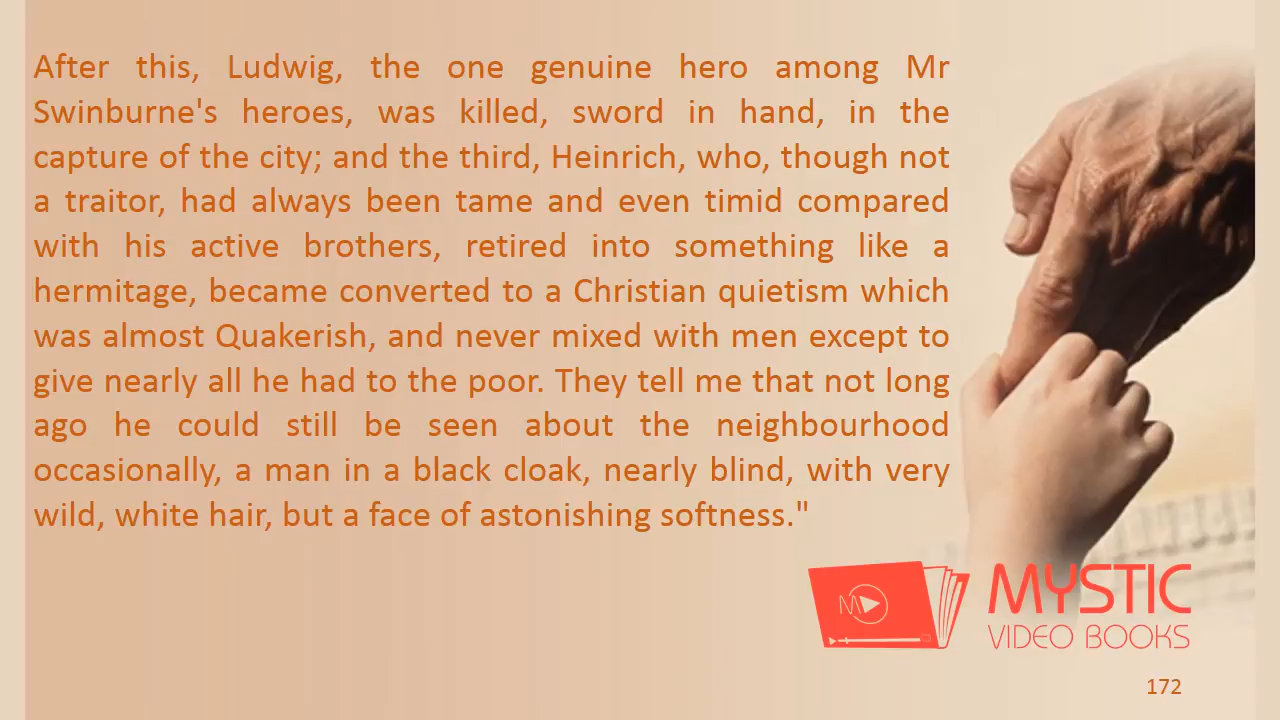 After this, Ludwig, the one genuine hero among Mr
Swinburne's heroes, was killed, sword in hand, in the
capture of the city; and the third, Heinrich, who, though not
a traitor, had always been tame and even timid compared
with his active brothers, retired into something like a
hermitage, became converted to a Christian quietism which
was almost Quakerish, and never mixed with men except to
give nearly all he had to the poor. They tell me that not long
ago he could still be seen about the neighbourhood
occasionally, a man in a black cloak, nearly blind, with very
wild, white hair, but a face of astonishing softness."
M
MYSTIC
VIDEO BOOKS
172